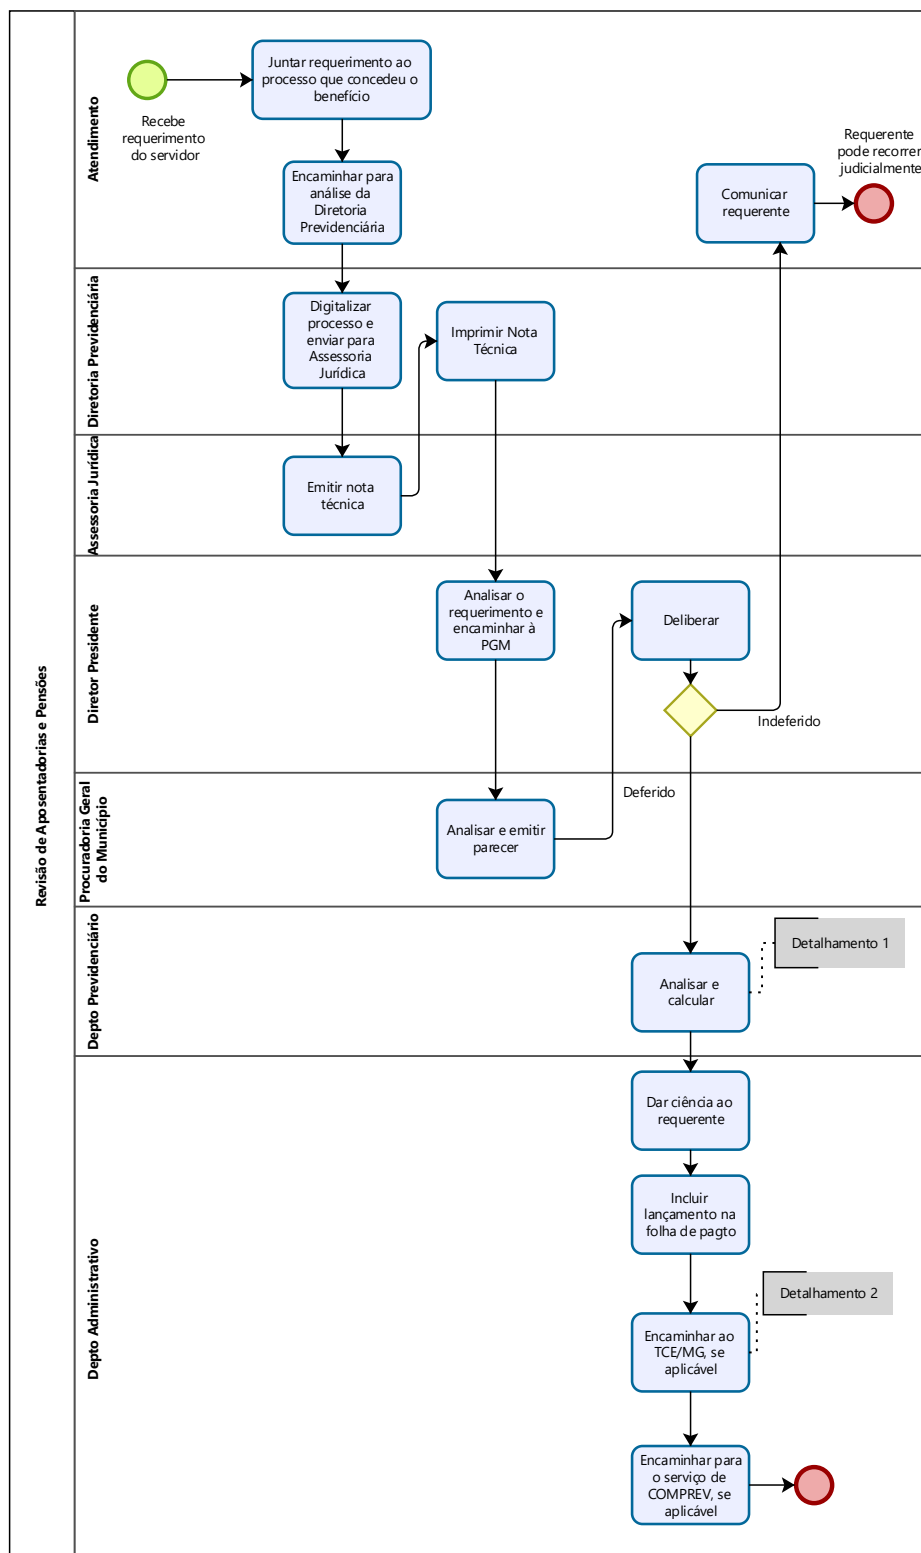 Revisão de Aposentadorias e Pensões
Atendimento
Recebe
requerimento
do servidor
Juntar requerimento ao
processo que concedeu o
benefício
Encaminhar para
análise da
Diretoria
Previdenciária
Comunicar
requerente
Requerente
pode recorrer
judicialmente
Diretoria Previdenciária
Digitalizar
processo e
enviar para
Assessoria
Jurídica
Imprimir Nota
Técnica
Assessoria Jurídica
Emitir nota
técnica
Diretor Presidente
Analisar o
requerimento e
encaminhar à
PGM
Deliberar
Indeferido
Deferido
Procuradoria Geral
do Município
Analisar e emitir
parecer
Depto Previdenciário
Analisar e
calcular
Detalhamento 1
Depto Administrativo
Dar ciência ao
requerente
Incluir
lançamento na
folha de pagto
Encaminhar ao
TCE/MG, se
aplicável
Detalhamento 2
Encaminhar para
o serviço de
COMPREV, se
aplicável